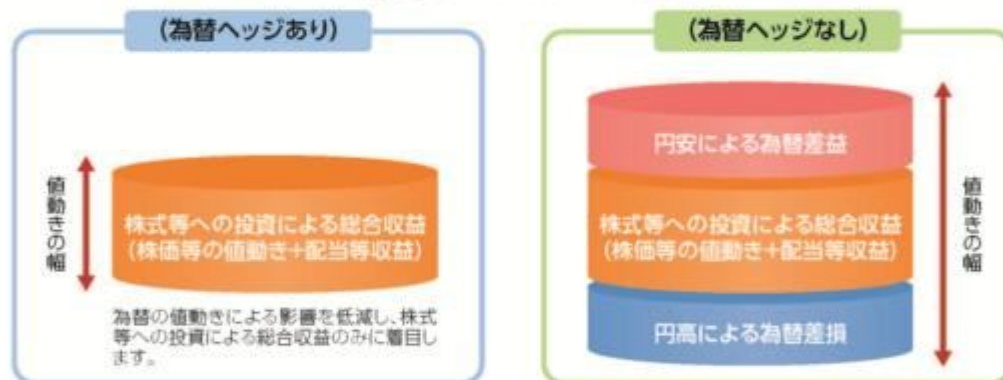 (為替ヘッジあり)
値動きの幅
株式等への投資による総合収益
(株価等の値動き+配当等収益)
為替の値動きによる影響を低減し、株式
等への投資による総合収益のみに着目し
ます。
(為替ヘッジなし)
円安による為替差益
株式等への投資による総合収益
(株価等の値動き+配当等収益)
円高による為替差損
値動きの幅